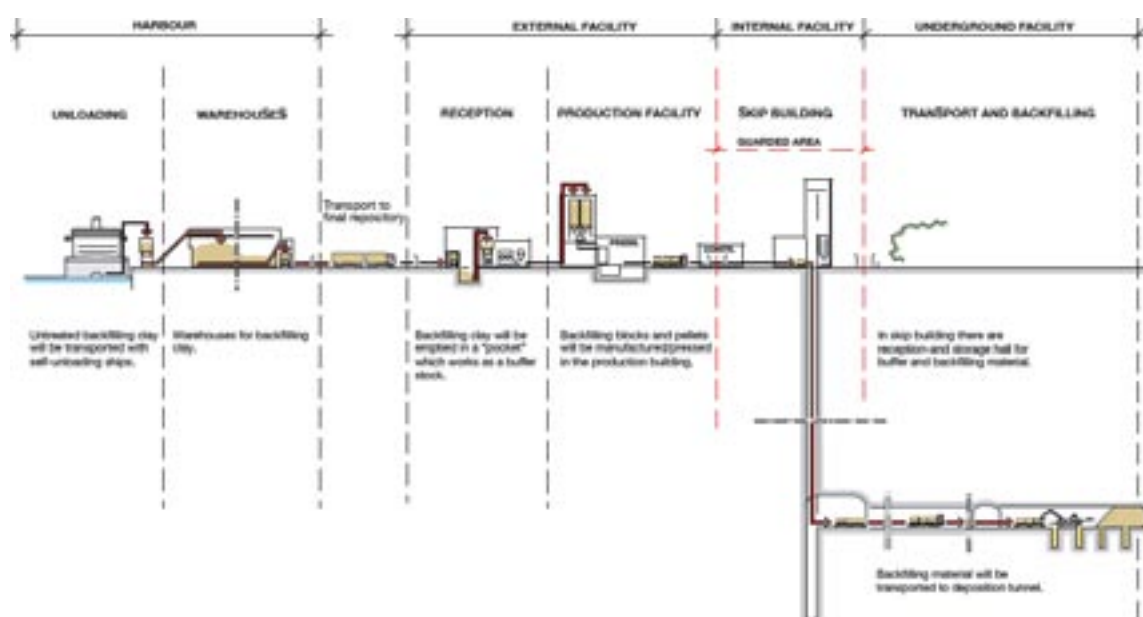 HARBOUR
EXTERNAL FACILITY
INTERNAL FACILITY
UNDERGROUND FACILITY
UNLOADING
WAREHOUSES
RECEPTION
PRODUCTION FACILITY
SKIP BUILDING
TRANSPORT AND BACKFILLING
GUARDED AREA
Transport to
final repository
PRESS.
CONTR.
Untreated backfilling clay
will be transported with
self-unloading ships.
Warehouses for backfilling
clay.
Backfilling clay will be
emptied in a "pocket"
which works as a buffer
stock.
Backfilling blocks and pellets
will be manufactured/pressed
in the production building.
In skip building there are
reception-and storage hall for
buffer and backfilling material.
Backfilling material will be
transported to deposition tunnel.